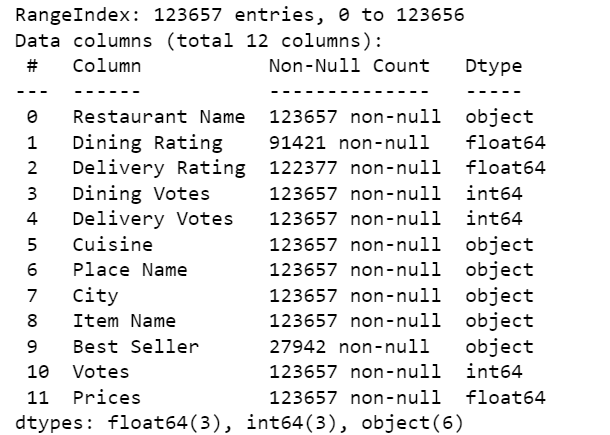 RangeIndex: 123657 entries, 0 to 123656
Data columns (total 12 columns):
 #   Column           Non-Null Count   Dtype
---  ------           --------------   -----
 0   Restaurant Name  123657 non-null  object
 1   Dining Rating    91421 non-null   float64
 2   Delivery Rating  122377 non-null  float64
 3   Dining Votes     123657 non-null  int64
 4   Delivery Votes   123657 non-null  int64
 5   Cuisine          123657 non-null  object
 6   Place Name       123657 non-null  object
 7   City             123657 non-null  object
 8   Item Name        123657 non-null  object
 9   Best Seller      27942 non-null   object
 10  Votes            123657 non-null  int64
 11  Prices           123657 non-null  float64
dtypes: float64(3), int64(3), object(6)